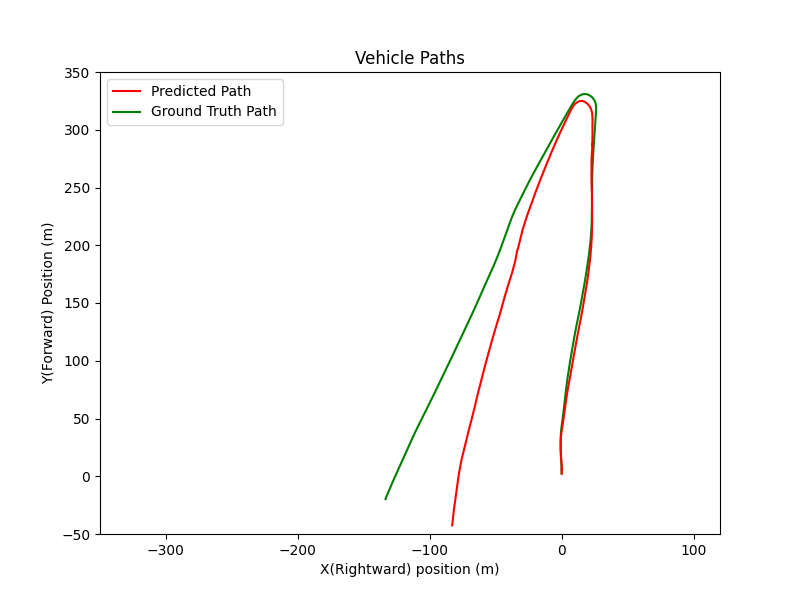 Vehicle Paths
Predicted Path
Ground Truth Path
350
300
250
200
150
100
50
0
−50
Y(Forward) Position (m)
−300
−200
−100
0
100
X(Rightward) position (m)